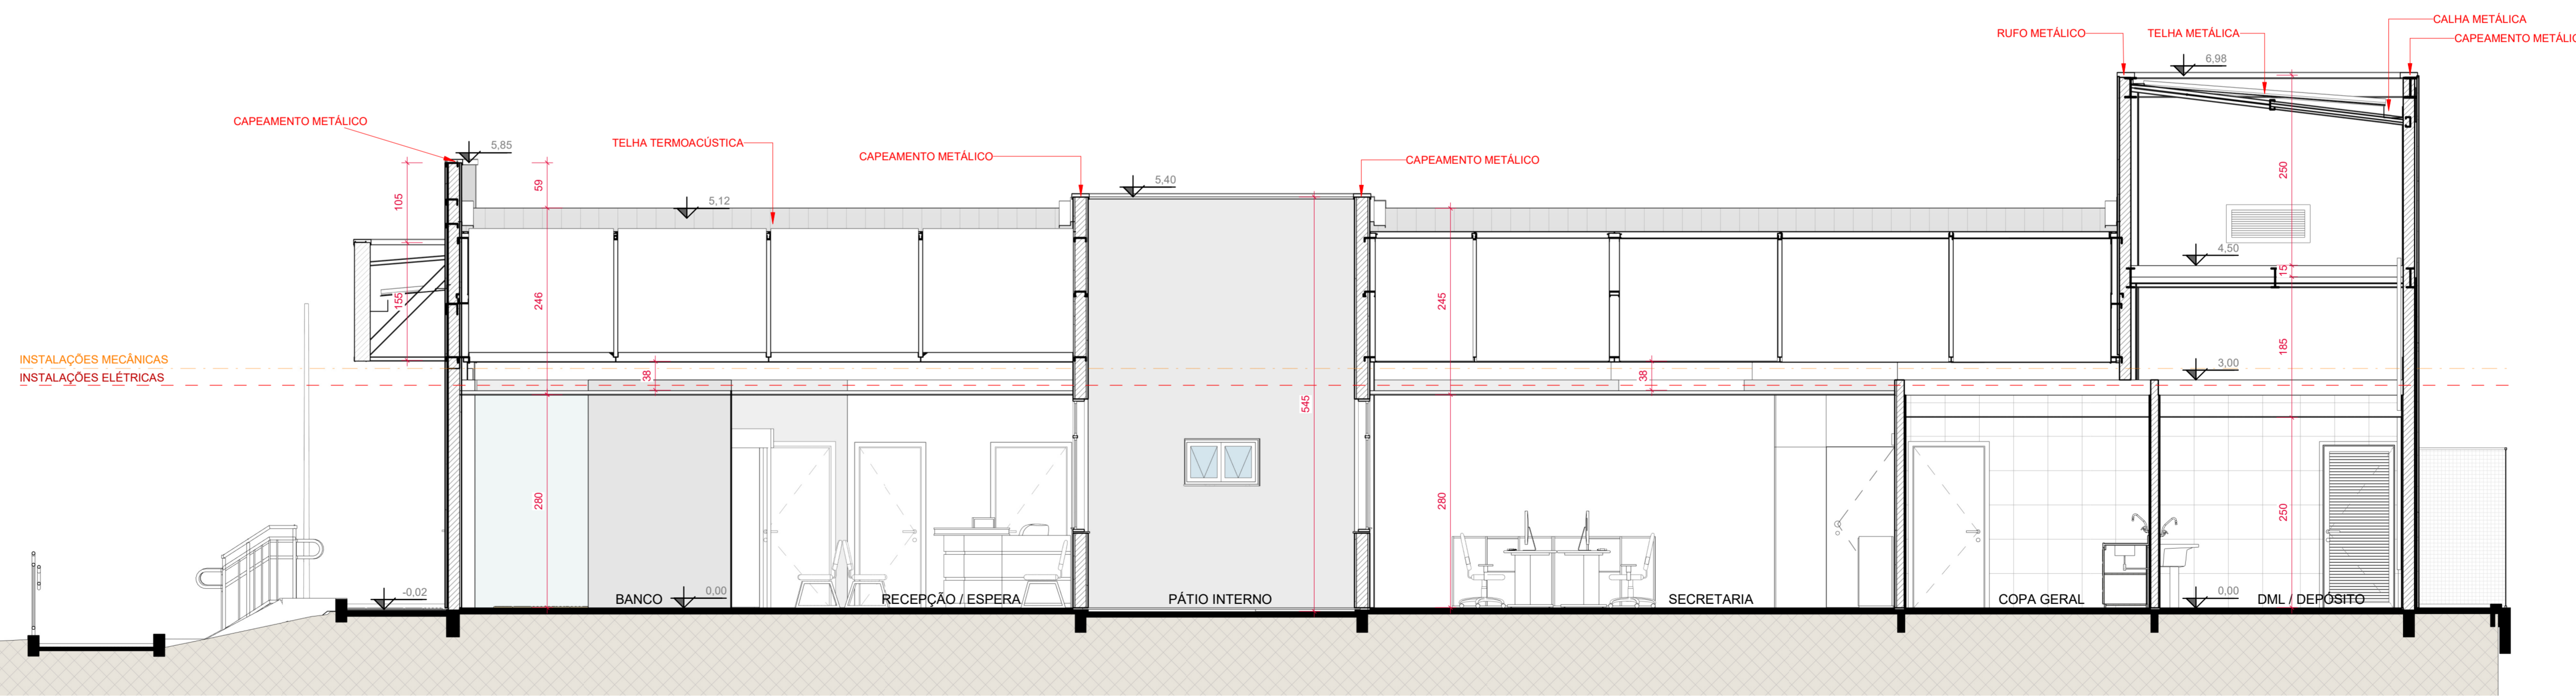 CALHA METÁLICA
RUFO METÁLICO
TELHA METÁLICA
CAPEAMENTO METÁLIC
6,98
CAPEAMENTO METÁLICO
TELHA TERMOACÚSTICA
5,85
CAPEAMENTO METÁLICO
CAPEAMENTO METÁLICO
5,40
5,12
105
59
250
4,50
15
155
246
245
185
INSTALAÇÕES MECÂNICAS
INSTALAÇÕES ELÉTRICAS
3,00
38
38
545
280
280
250
-0,02
0,00
0,00
BANCO
RECEPÇÃO / ESPERA
PÁTIO INTERNO
SECRETARIA
COPA GERAL
DML / DEPÓSITO